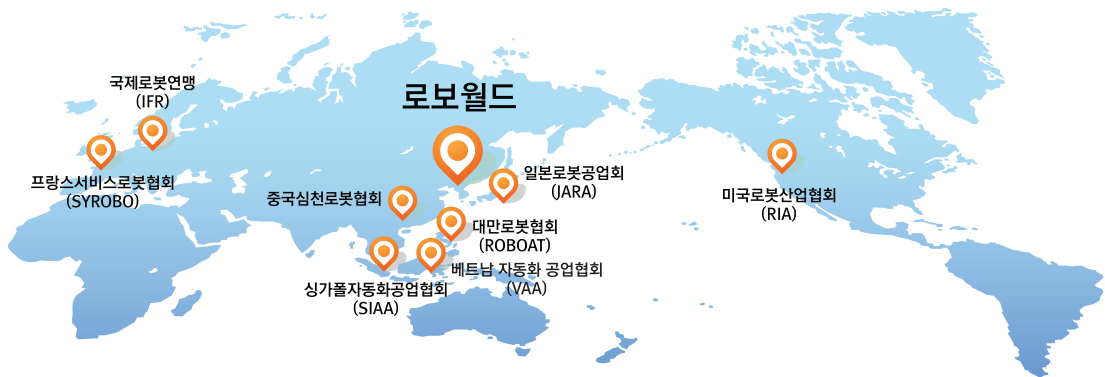 국제로봇연맹
(IFR)
로보월드
프랑스서비스로봇협회
(SYROBO)
일본로봇공업회
(JARA)
중국심천로봇협회
미국로봇산업협회
(RIA)
대만로봇협회
(ROBOAT)
베트남 자동화 공업협회
(VAA)
싱가폴자동화공업협회
(SIAA)